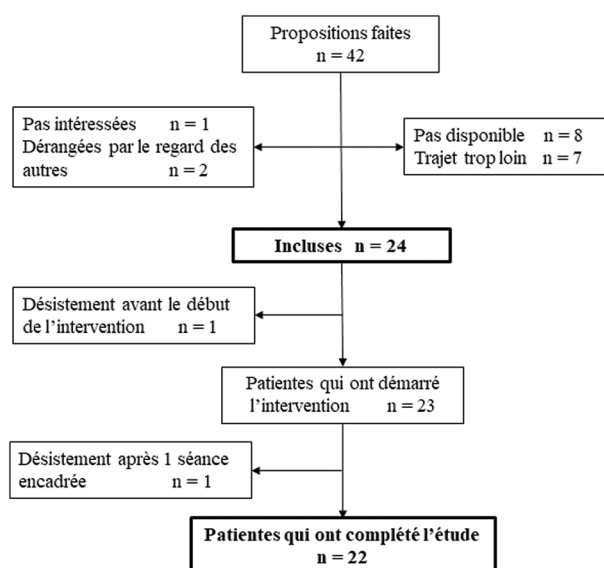 Propositions faites
n = 42
Pas intéressées n = 1
Dérangées par le regard des
autres n = 2
Pas disponible n = 8
Trajet trop loin n = 7
Incluses n = 24
Désistement avant le début
de l'intervention n = 1
Patientes qui ont démarré
l'intervention n = 23
Désistement après 1 séance
encadrée n = 1
Patientes qui ont complété l'étude
n = 22